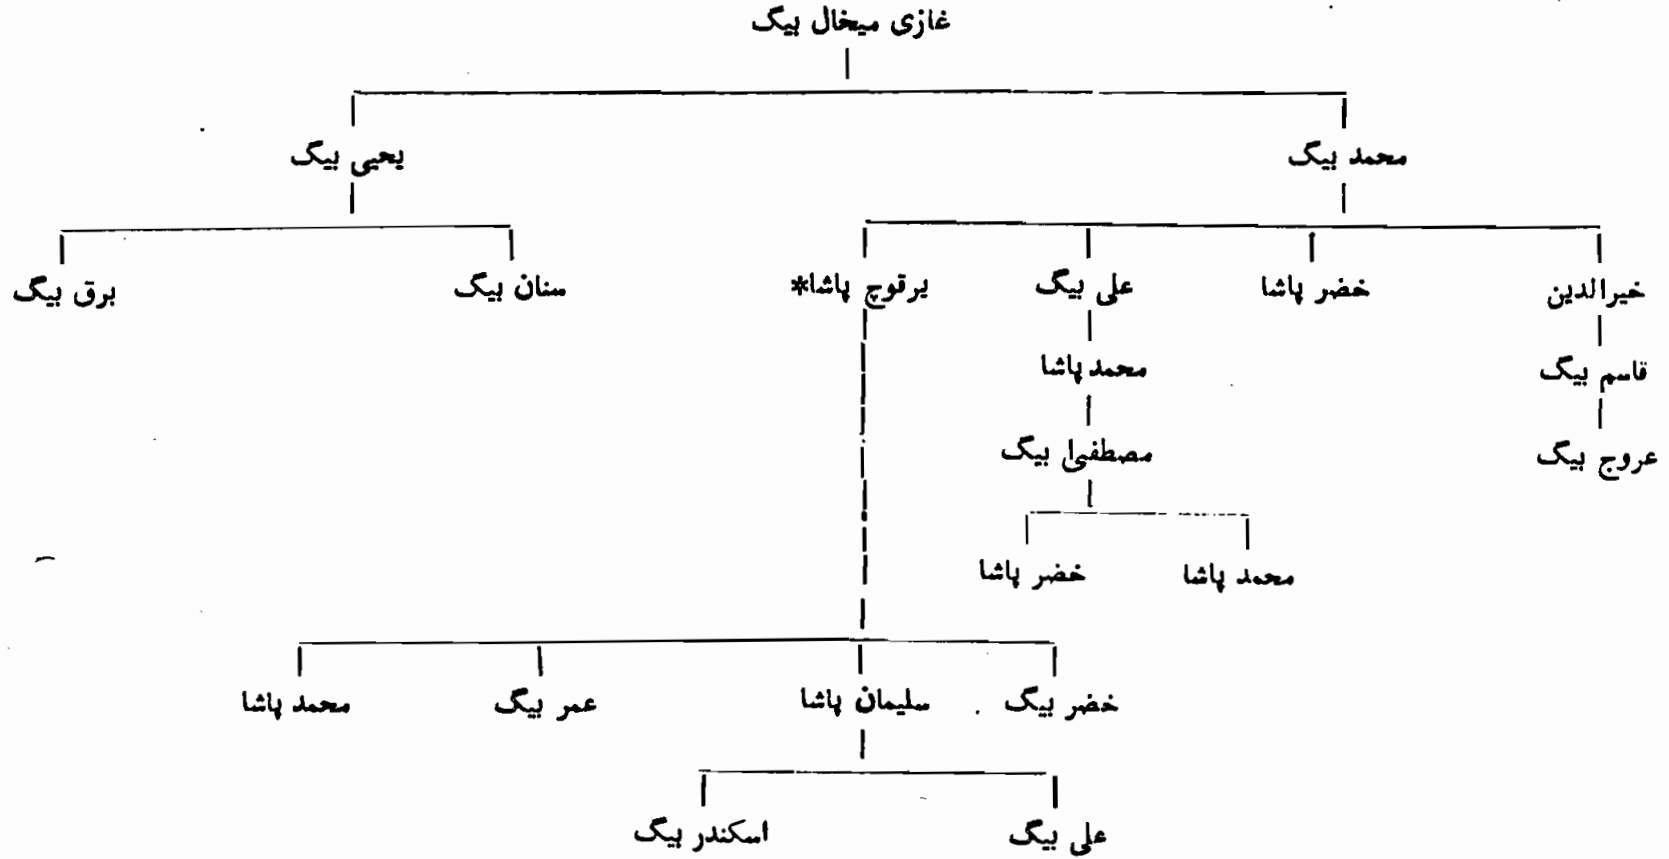 غازی میخال بیگ
محمد بیگ
یحیی بیگ
خیرالدین
خضر پاشا
علی بیگ
یرقوچ پاشا*
سنان بیگ
برق بیگ
قاسم بیگ
محمد پاشا
عروج بیگ
مصطفیا بیگ
محمد پاشا
خضر پاشا
خضر بیگ
سلیمان پاشا
عمر بیگ
محمد پاشا
علی بیگ
اسکندر بیگ